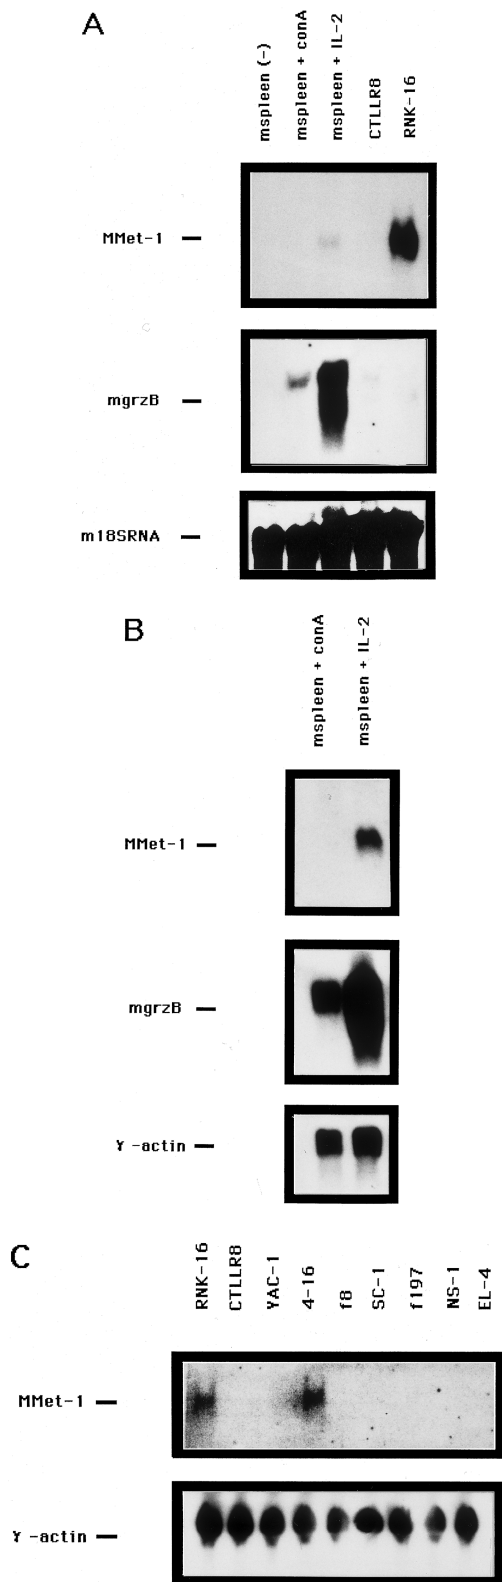 A
mspleen (-)
mspleen + conA
mspleen + IL-2
CTLLR8
RNK-16
MMet-1
mgrzB
m18SRNA
B
mspleen + conA
mspleen + IL-2
MMet-1
mgrzB
γ -actin
C
RNK-16
CTLLR8
YAC-1
4-16
f8
SC-1
f197
NS-1
EL-4
MMet-1
γ -actin